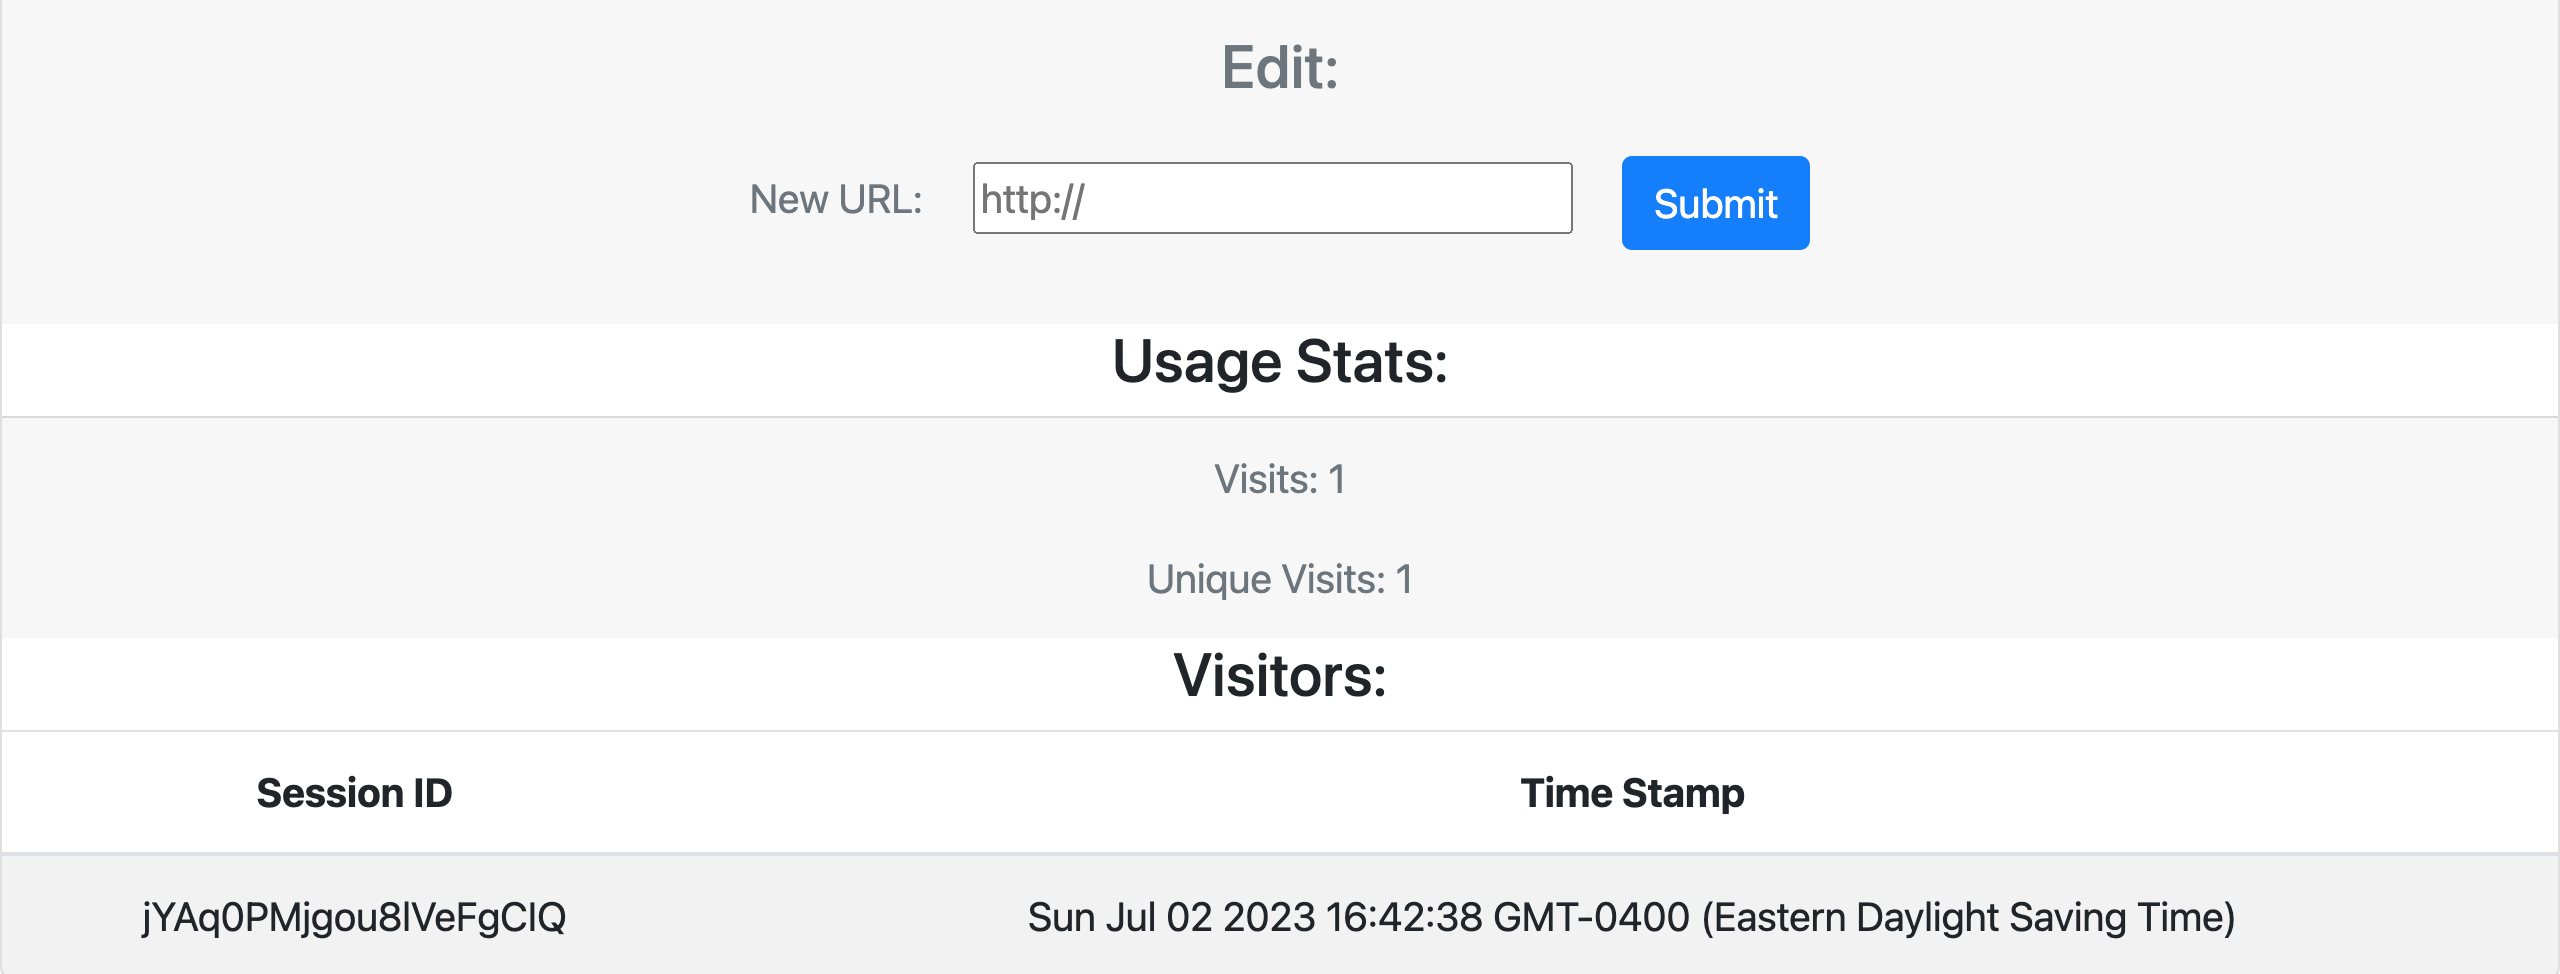 Edit:
New URL: http:// Submit
Usage Stats:
Visits: 1
Unique Visits: 1
Visitors:
Session ID Time Stamp
jYAq0PMjgou8lVeFgClQ Sun Jul 02 2023 16:42:38 GMT-0400 (Eastern Daylight Saving Time)